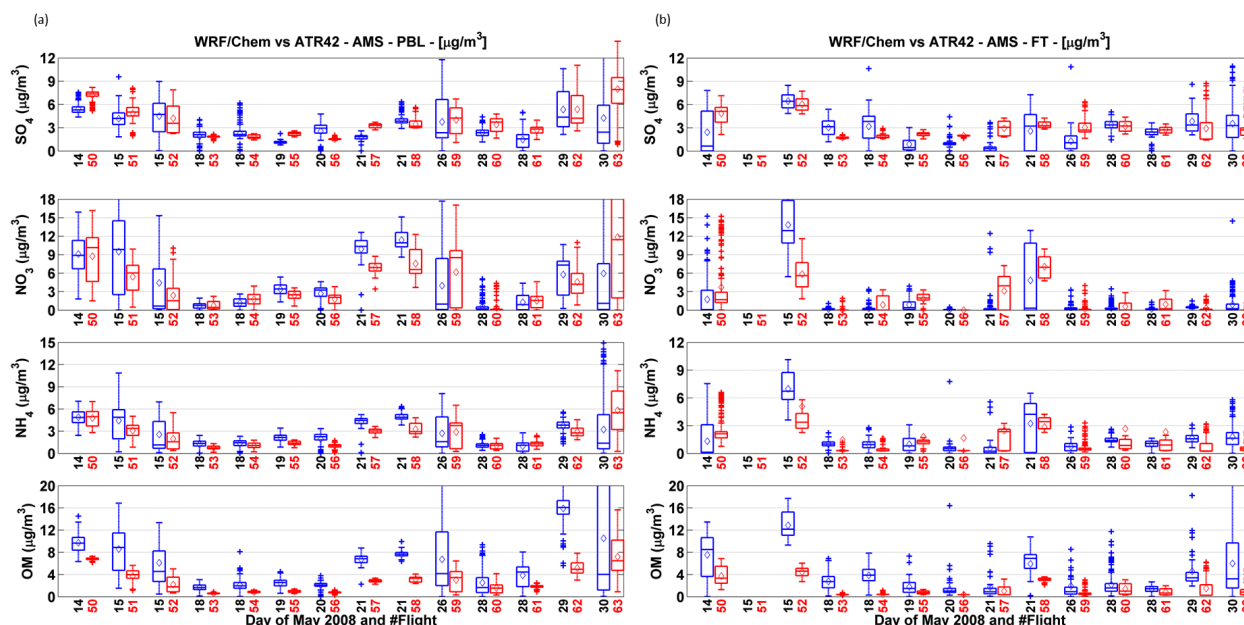 (a)
WRF/Chem vs ATR42 - AMS - PBL - [μg/m³]
SO₄ (μg/m³)
12
9
6
3
0
14 50 15 51 15 52 18 53 18 54 19 55 20 56 21 57 21 58 26 59 28 60 28 61 29 62 30 63
NO₃ (μg/m³)
18
15
12
9
6
3
0
14 50 15 51 15 52 18 53 18 54 19 55 20 56 21 57 21 58 26 59 28 60 28 61 29 62 30 63
NH₄ (μg/m³)
15
12
9
6
3
0
14 50 15 51 15 52 18 53 18 54 19 55 20 56 21 57 21 58 26 59 28 60 28 61 29 62 30 63
OM (μg/m³)
20
16
12
8
4
0
14 50 15 51 15 52 18 53 18 54 19 55 20 56 21 57 21 58 26 59 28 60 28 61 29 62 30 63
Day of May 2008 and #Flight
(b)
WRF/Chem vs ATR42 - AMS - FT - [μg/m³]
SO₄ (μg/m³)
12
9
6
3
0
14 50 15 51 15 52 18 53 18 54 19 55 20 56 21 57 21 58 26 59 28 60 28 61 29 62 30
NO₃ (μg/m³)
18
15
12
9
6
3
0
14 50 15 51 15 52 18 53 18 54 19 55 20 56 21 57 21 58 26 59 28 60 28 61 29 62 30
NH₄ (μg/m³)
12
9
6
3
0
14 50 15 51 15 52 18 53 18 54 19 55 20 56 21 57 21 58 26 59 28 60 28 61 29 62 30
OM (μg/m³)
20
16
12
8
4
0
14 50 15 51 15 52 18 53 18 54 19 55 20 56 21 57 21 58 26 59 28 60 28 61 29 62 30
Day of May 2008 and #Flight